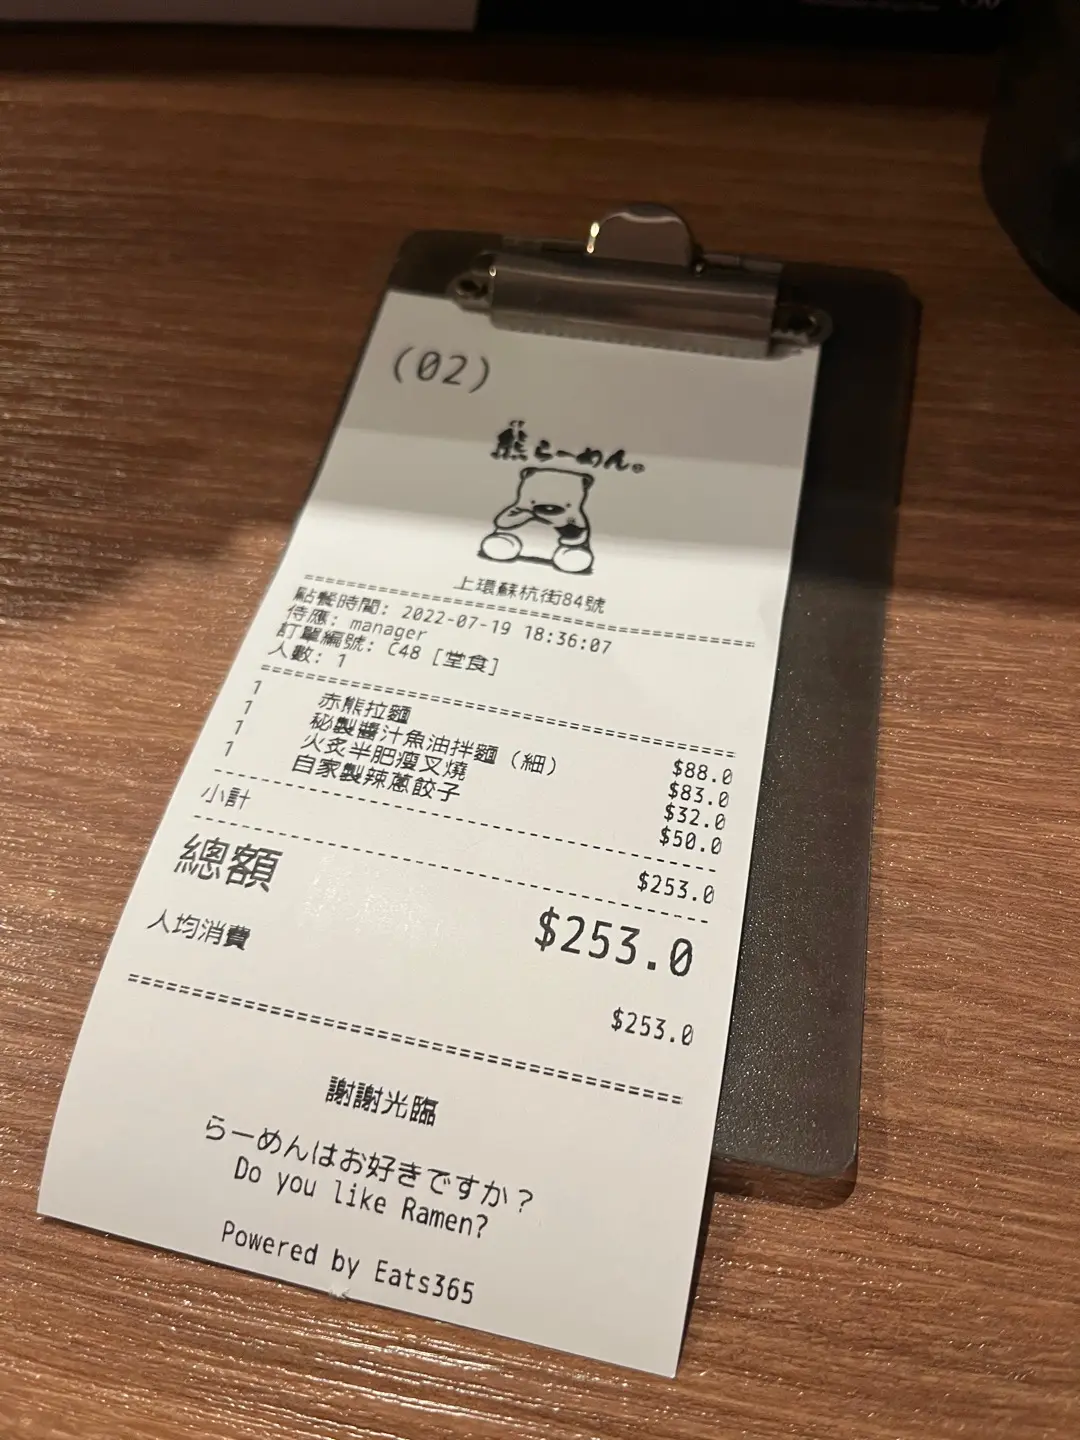 (02)
熊らーめん。
上環蘇杭街84號
點餐時間: 2022-07-19 18:36:07
侍應: manager
訂單編號: C48 [堂食]
人數: 1
1 赤熊拉麵 $88.0
1 秘製醬汁魚油拌麵 (細) $83.0
1 火炙半肥瘦叉燒 $32.0
1 自家製辣蔥餃子 $50.0
小計 $253.0
總額 $253.0
人均消費 $253.0
謝謝光臨
らーめんはお好きですか？
Do you like Ramen?
Powered by Eats365